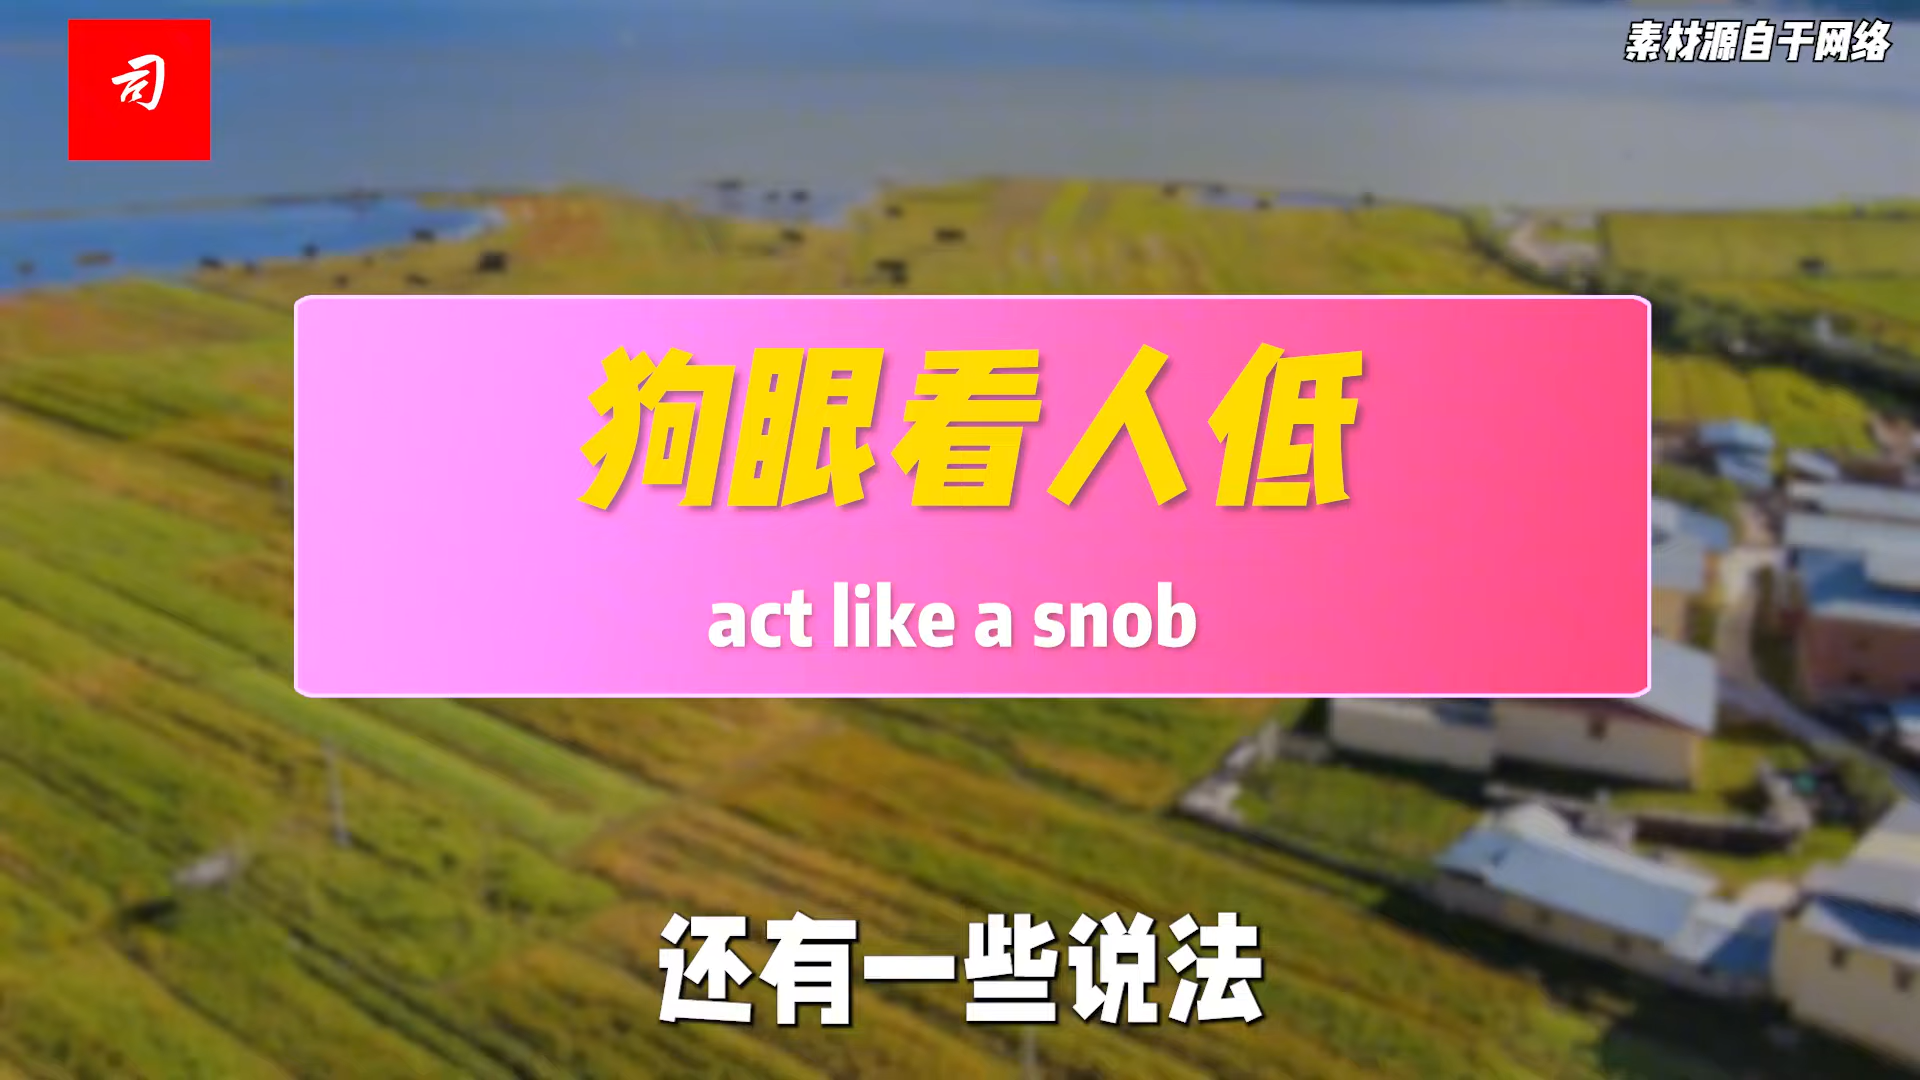 司
素材源自于网络
狗眼看人低
act like a snob
还有一些说法